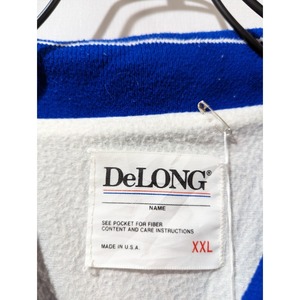 DeLONG®
NAME
SEE POCKET FOR FIBER
CONTENT AND CARE INSTRUCTIONS
MADE IN U.S.A. XXL